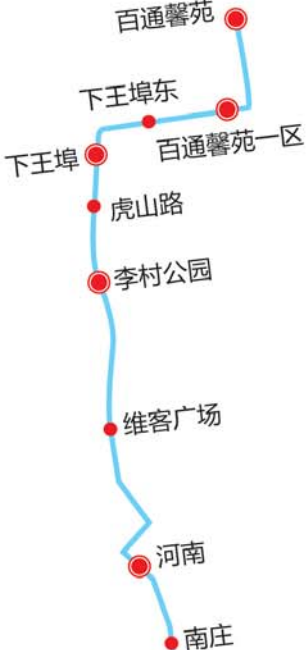 百通馨苑
下王埠东
百通馨苑一区
下王埠
虎山路
李村公园
维客广场
河南
南庄